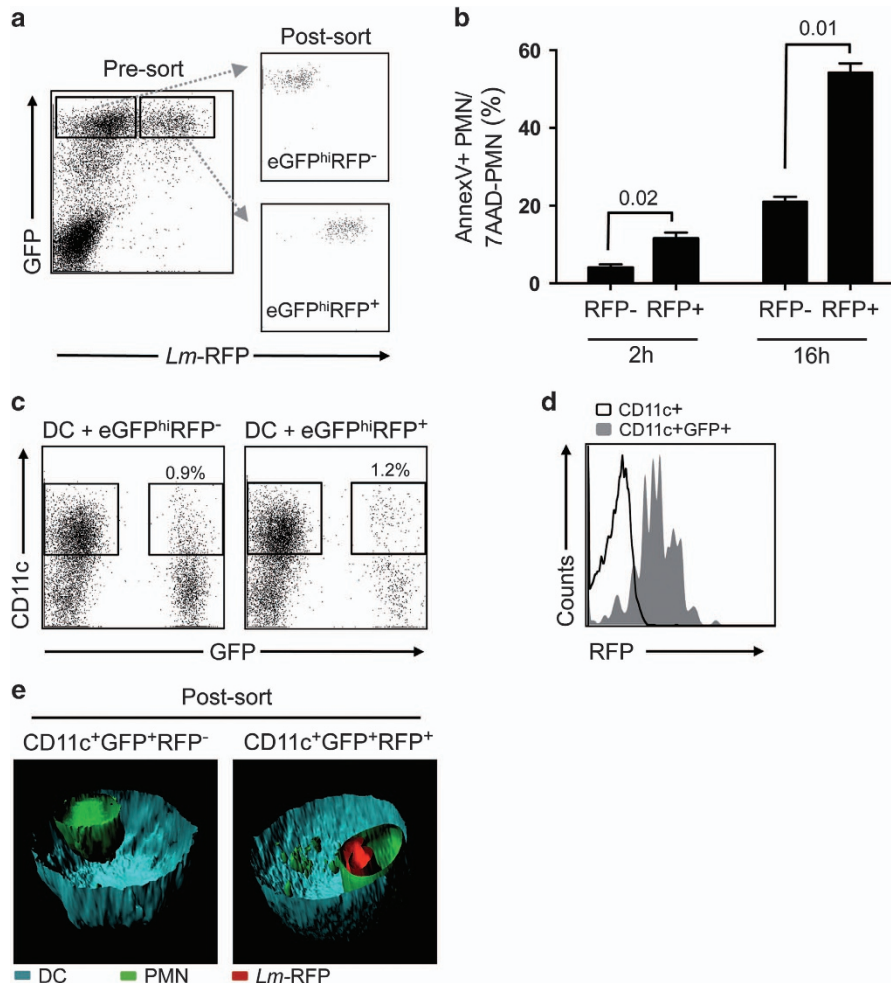 a
Pre-sort
Post-sort
GFP
eGFPʰⁱRFP⁻
eGFPʰⁱRFP⁺
Lm-RFP
b
AnnexV+ PMN/
7AAD-PMN (%)
60
40
20
0
0.02
0.01
RFP- RFP+ RFP- RFP+
2h 16h
c
DC + eGFPʰⁱRFP⁻ DC + eGFPʰⁱRFP⁺
0.9% 1.2%
CD11c
GFP
d
CD11c+
CD11c+GFP+
Counts
RFP
e
Post-sort
CD11c⁺GFP⁺RFP⁻ CD11c⁺GFP⁺RFP⁺
DC PMN Lm-RFP